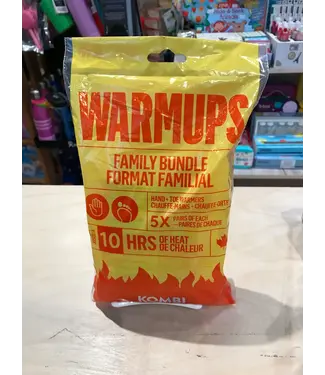 WARMUPS
FAMILY BUNDLE
FORMAT FAMILIAL
HAND + TOE WARMERS
CHAUFFE-MAINS + CHAUFFE-ORTEILS
5X
PAIRS OF EACH
PAIRES DE CHAQUE
10 HRS
OF HEAT
DE CHALEUR
KOMBI